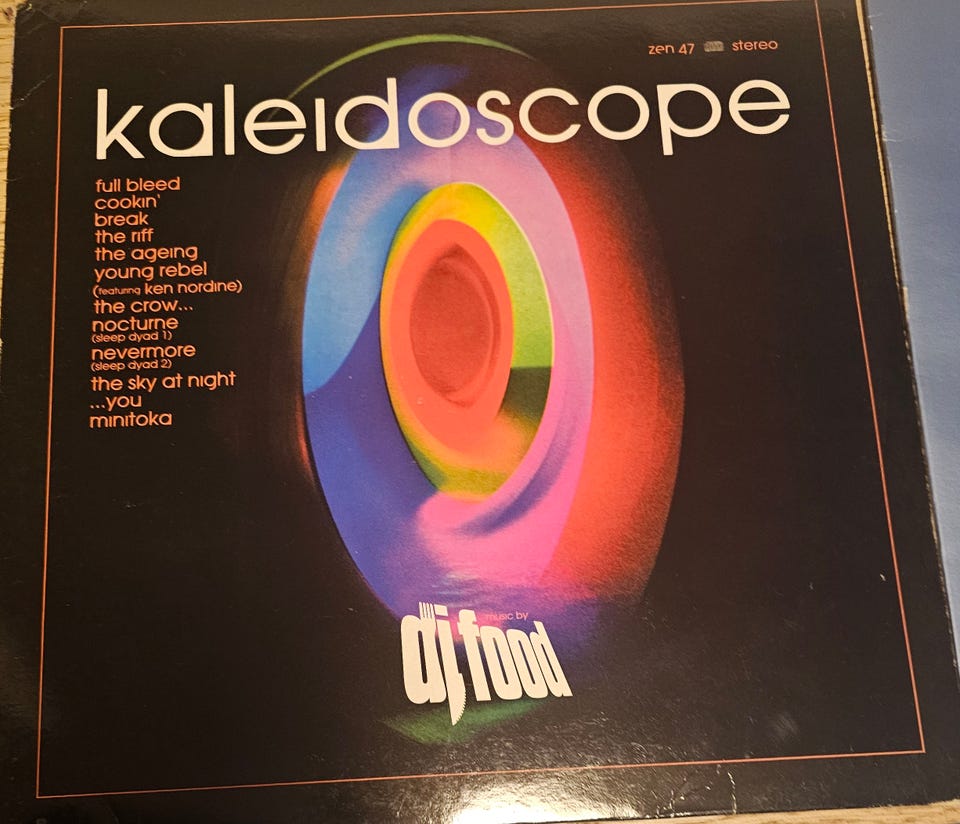 zen 47 stereo
kaleidoscope
full bleed
cookin'
break
the riff
the ageing
young rebel
(featuring ken nordine)
the crow...
nocturne
(sleep dyad 1)
nevermore
(sleep dyad 2)
the sky at night
...you
minitoka
music by
dj food